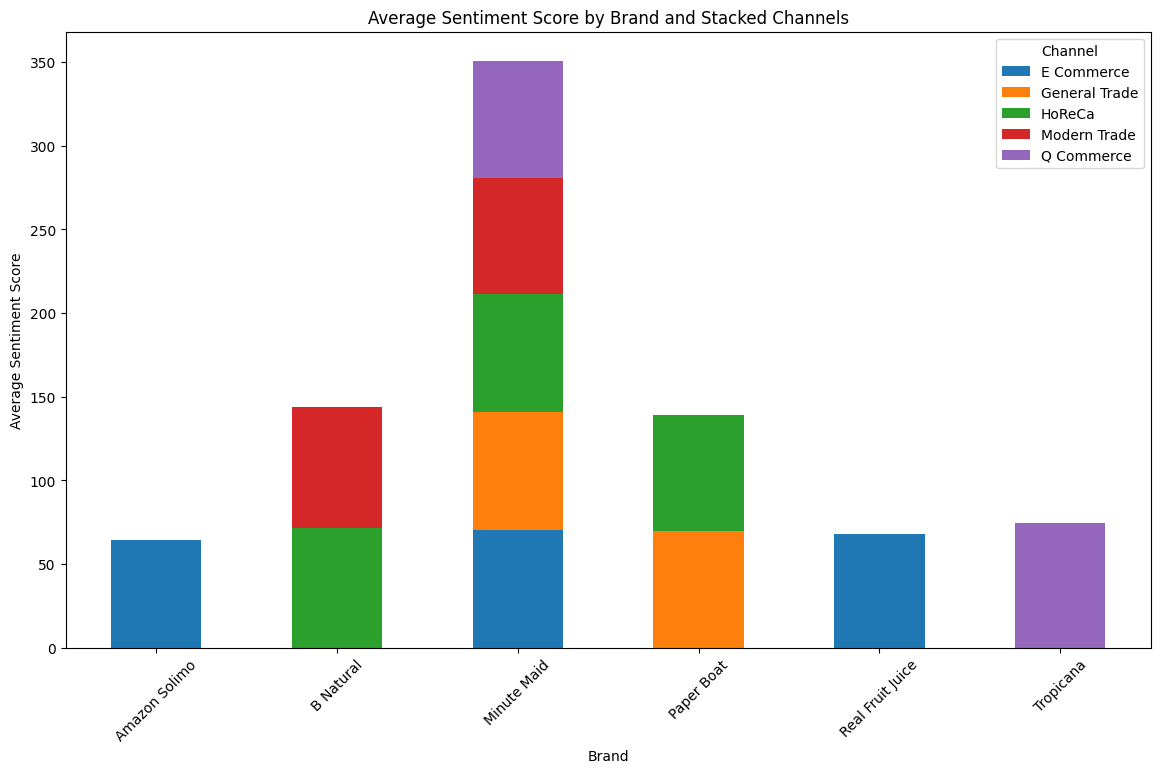 Average Sentiment Score by Brand and Stacked Channels
Channel
E Commerce
General Trade
HoReCa
Modern Trade
Q Commerce
Average Sentiment Score
350
300
250
200
150
100
50
0
Amazon Solimo
B Natural
Minute Maid
Paper Boat
Real Fruit Juice
Tropicana
Brand